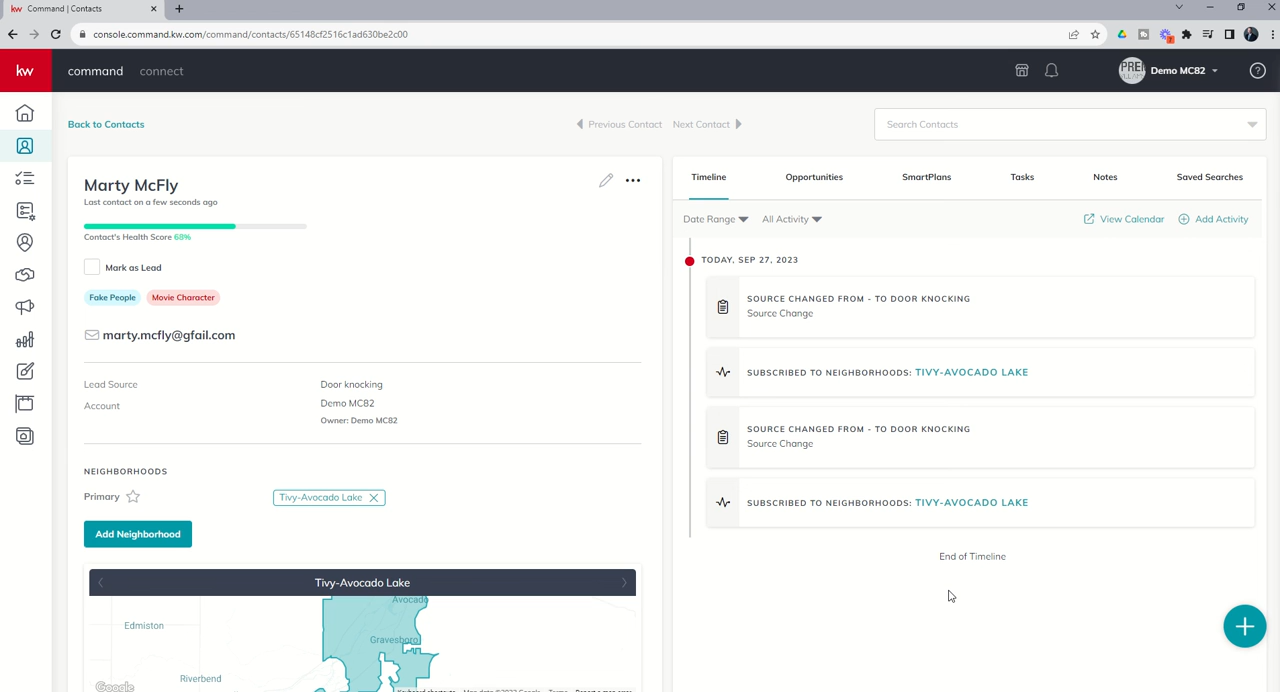 Command | Contacts
console.command.kw.com/command/contacts/65148cf2516c1ad630be2c00
kw
command connect
Demo MC82
Back to Contacts
Previous Contact Next Contact
Search Contacts
Marty McFly
Last contact on a few seconds ago
Contact's Health Score 68%
Mark as Lead
Fake People Movie Character
marty.mcfly@gfail.com
Lead Source Door knocking
Account Demo MC82
Owner: Demo MC82
NEIGHBORHOODS
Primary Tivy-Avocado Lake
Add Neighborhood
Tivy-Avocado Lake
Avocado
Edmiston
Gravesboro
Riverbend
Google
Timeline Opportunities SmartPlans Tasks Notes Saved Searches
Date Range All Activity View Calendar Add Activity
TODAY, SEP 27, 2023
SOURCE CHANGED FROM - TO DOOR KNOCKING
Source Change
SUBSCRIBED TO NEIGHBORHOODS: TIVY-AVOCADO LAKE
SOURCE CHANGED FROM - TO DOOR KNOCKING
Source Change
SUBSCRIBED TO NEIGHBORHOODS: TIVY-AVOCADO LAKE
End of Timeline